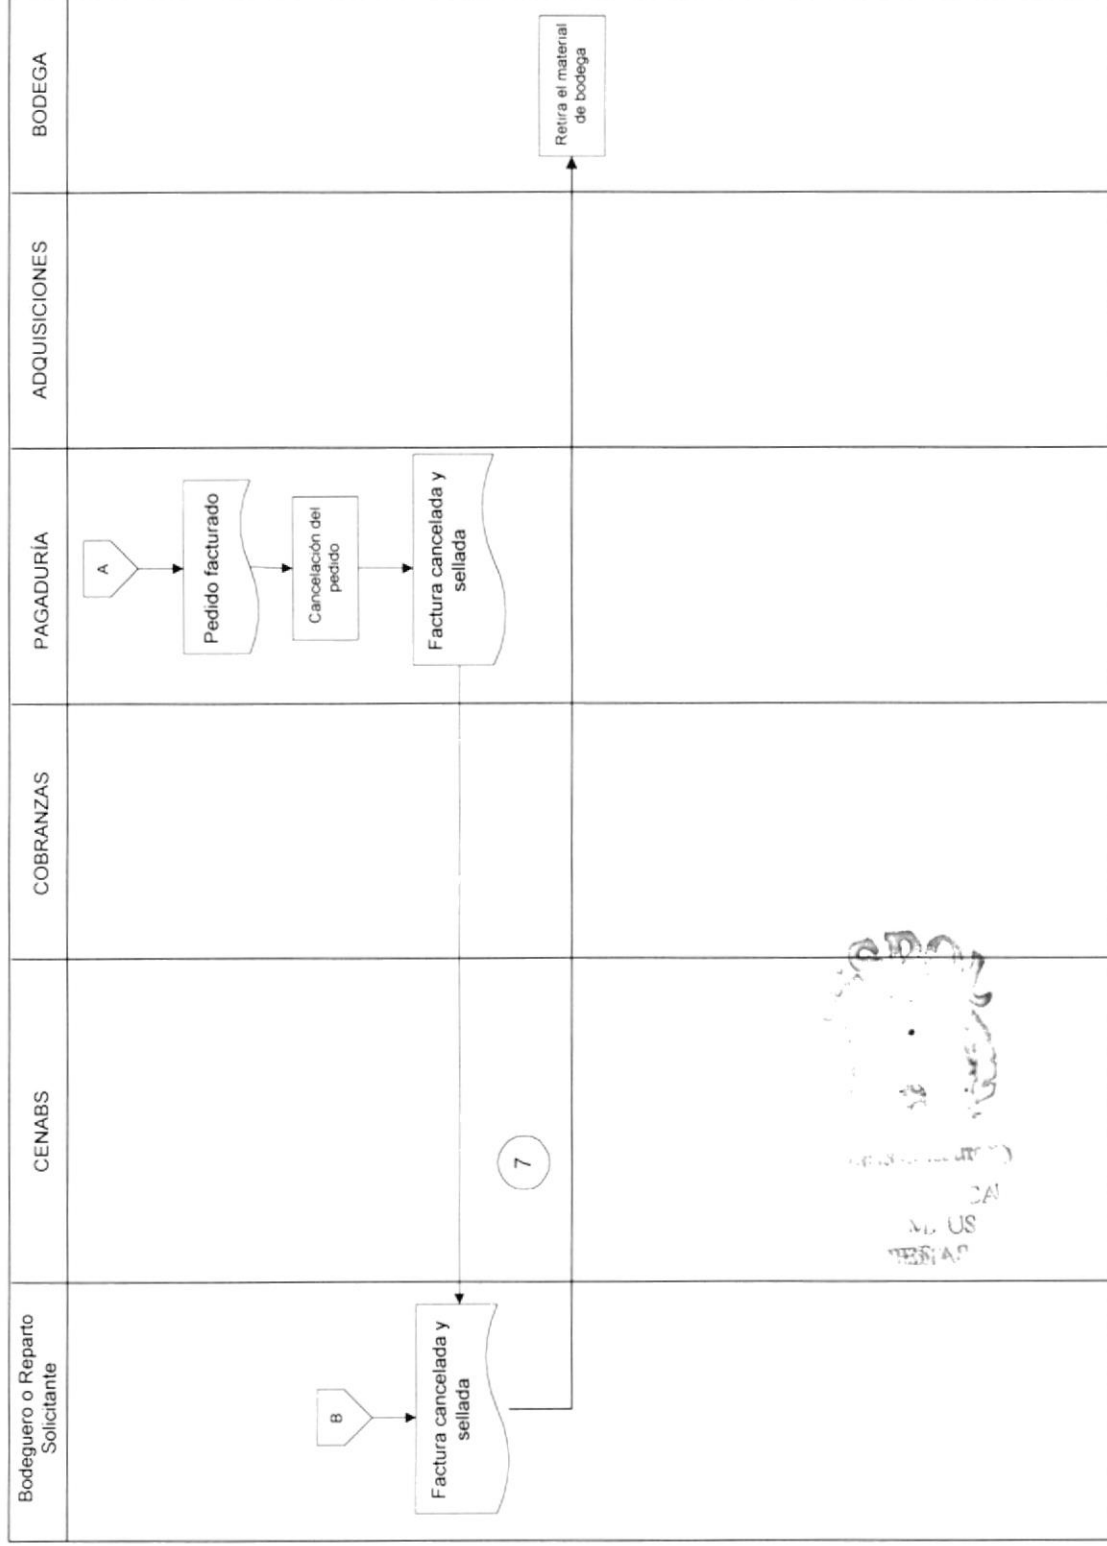 Bodeguero o Reparto
Solicitante
CENABS
COBRANZAS
PAGADURÍA
ADQUISICIONES
BODEGA
A
Pedido facturado
Cancelación del
pedido
B
Factura cancelada y
sellada
Factura cancelada y
sellada
7
Retira el material
de bodega
US